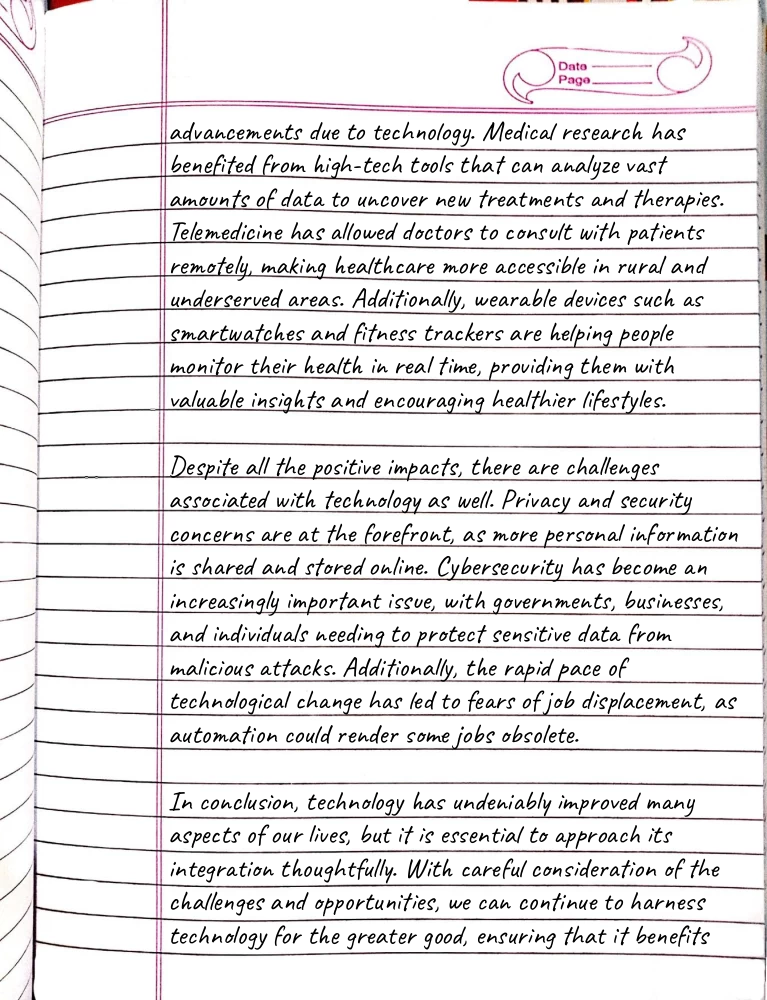 Date
Page
advancements due to technology. Medical research has
benefited from high-tech tools that can analyze vast
amounts of data to uncover new treatments and therapies.
Telemedicine has allowed doctors to consult with patients
remotely, making healthcare more accessible in rural and
underserved areas. Additionally, wearable devices such as
smartwatches and fitness trackers are helping people
monitor their health in real time, providing them with
valuable insights and encouraging healthier lifestyles.
Despite all the positive impacts, there are challenges
associated with technology as well. Privacy and security
concerns are at the forefront, as more personal information
is shared and stored online. Cybersecurity has become an
increasingly important issue, with governments, businesses,
and individuals needing to protect sensitive data from
malicious attacks. Additionally, the rapid pace of
technological change has led to fears of job displacement, as
automation could render some jobs obsolete.
In conclusion, technology has undeniably improved many
aspects of our lives, but it is essential to approach its
integration thoughtfully. With careful consideration of the
challenges and opportunities, we can continue to harness
technology for the greater good, ensuring that it benefits